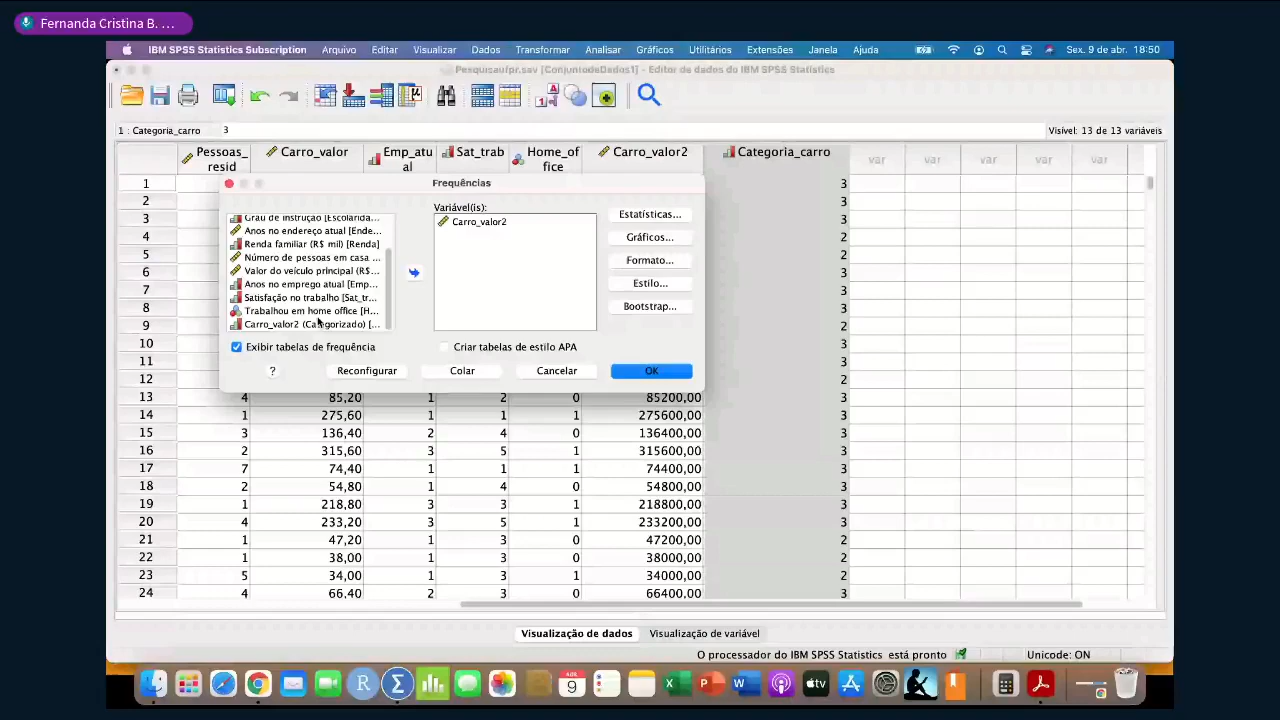 Fernanda Cristina B. ...
IBM SPSS Statistics Subscription Arquivo Editar Visualizar Dados Transformar Analisar Gráficos Utilitários Extensões Janela Ajuda Sex. 9 de abr. 18:50
Pesquisaufpr.sav [ConjuntodeDados1] - Editor de dados do IBM SPSS Statistics
1 : Categoria_carro 3 Visível: 13 de 13 variáveis
Pessoas_resid Carro_valor Emp_atual Sat_trab Home_office Carro_valor2 Categoria_carro var var var var var
1 3
2 3
3 3
4 2
5 3
6 2
7 3
8 3
9 2
10 3
11 3
12 2
Frequências
Variável(is):
Grau de instrução [Escolarida...
Anos no endereço atual [Ende...
Renda familiar (R$ mil) [Renda]
Número de pessoas em casa ...
Valor do veículo principal (R$...
Anos no emprego atual [Emp...
Satisfação no trabalho [Sat_tr...
Trabalhou em home office [H...
Carro_valor2 (Categorizado) [...
Carro_valor2
Estatísticas...
Gráficos...
Formato...
Estilo...
Bootstrap...
Exibir tabelas de frequência Criar tabelas de estilo APA
? Reconfigurar Colar Cancelar OK
13 4 85,20 1 2 0 85200,00 3
14 1 275,60 1 1 1 275600,00 3
15 3 136,40 2 4 0 136400,00 3
16 2 315,60 3 5 1 315600,00 3
17 7 74,40 1 1 1 74400,00 3
18 2 54,80 1 4 0 54800,00 3
19 1 218,80 3 3 1 218800,00 3
20 4 233,20 3 5 1 233200,00 3
21 1 47,20 1 3 0 47200,00 2
22 1 38,00 1 3 0 38000,00 2
23 5 34,00 1 3 1 34000,00 2
24 4 66,40 2 3 0 66400,00 3
Visualização de dados Visualização de variável
O processador do IBM SPSS Statistics está pronto Unicode: ON